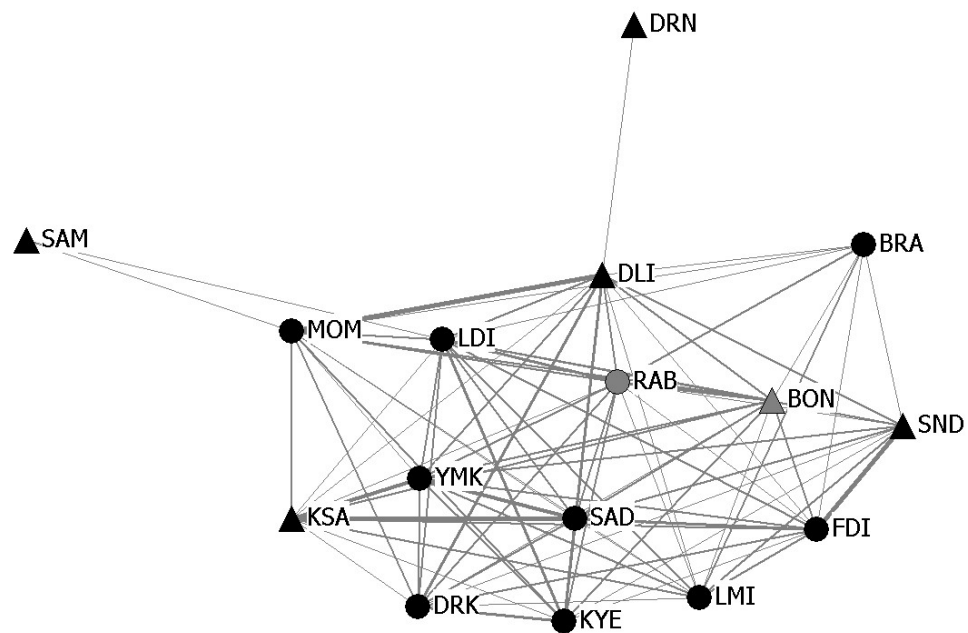 DRN
SAM
BRA
DLI
MOM
LDI
RAB
BON
SND
YMK
KSA
SAD
FDI
DRK
LMI
KYE